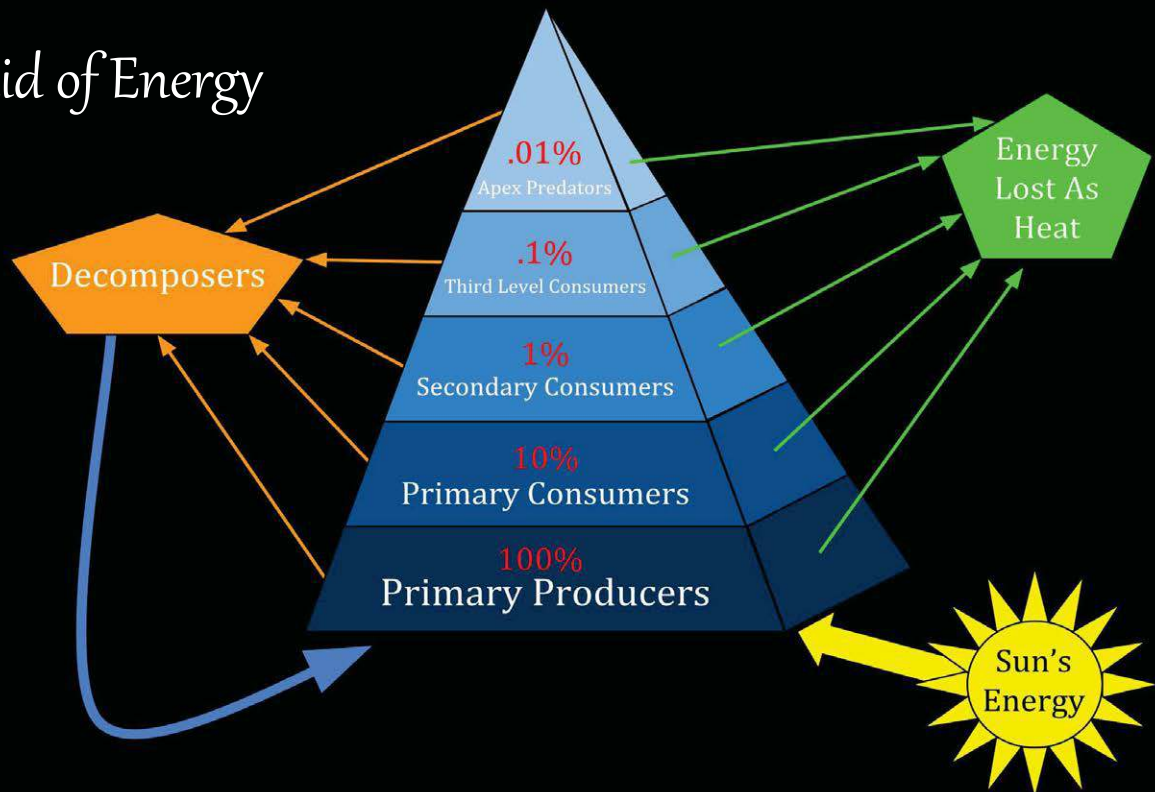 id of Energy
.01%
Apex Predators
.1%
Third Level Consumers
1%
Secondary Consumers
10%
Primary Consumers
100%
Primary Producers
Decomposers
Energy
Lost As
Heat
Sun's
Energy